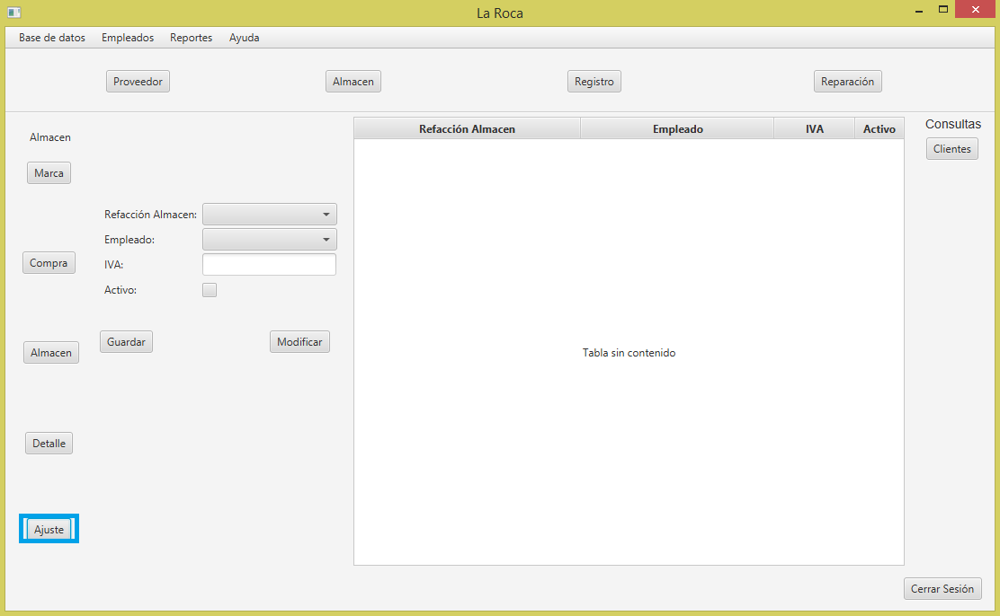 La Roca
Base de datos Empleados Reportes Ayuda
Proveedor Almacen Registro Reparación
Almacen
Marca
Compra
Almacen
Detalle
Ajuste
Refacción Almacen:
Empleado:
IVA:
Activo:
Guardar Modificar
Refacción Almacen Empleado IVA Activo
Tabla sin contenido
Consultas
Clientes
Cerrar Sesión